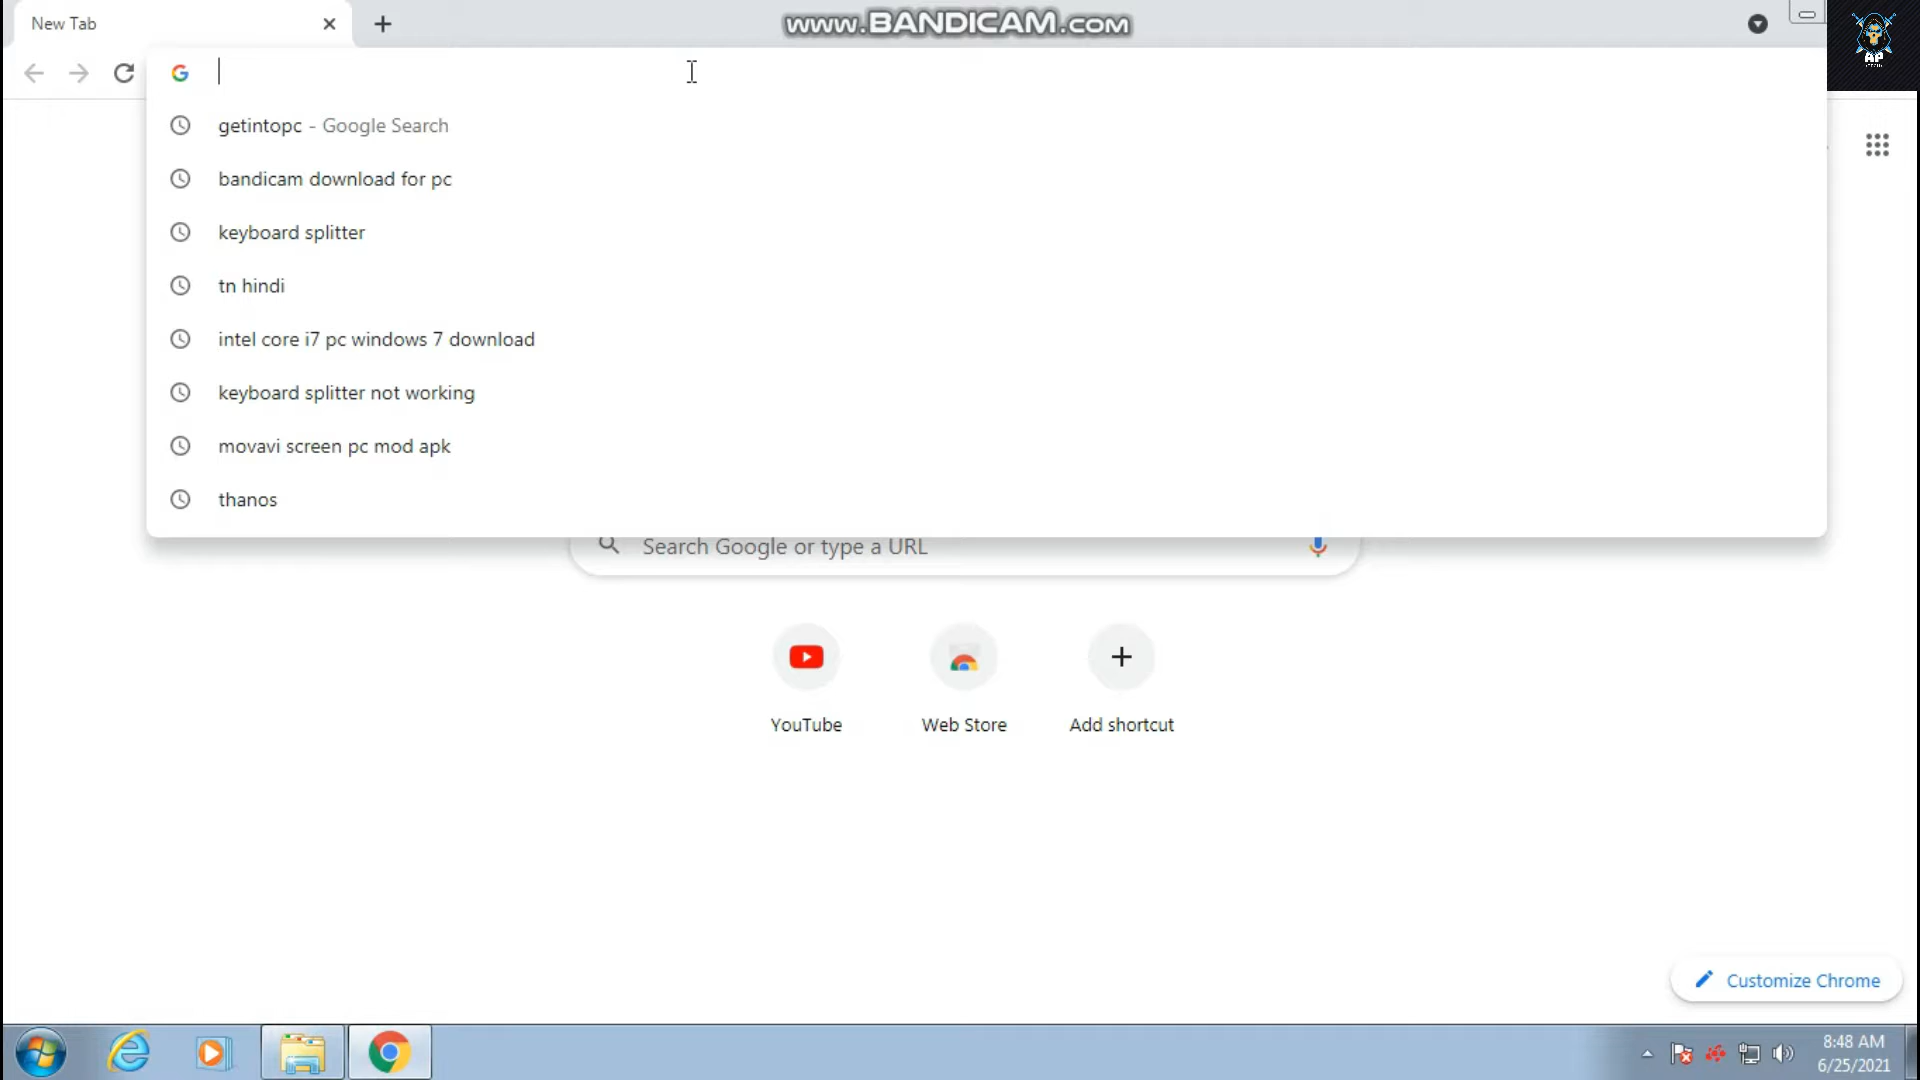 New Tab
www.BANDICAM.com
AP
getintopc - Google Search
bandicam download for pc
keyboard splitter
tn hindi
intel core i7 pc windows 7 download
keyboard splitter not working
movavi screen pc mod apk
thanos
Search Google or type a URL
YouTube
Web Store
Add shortcut
Customize Chrome
8:48 AM
6/25/2021